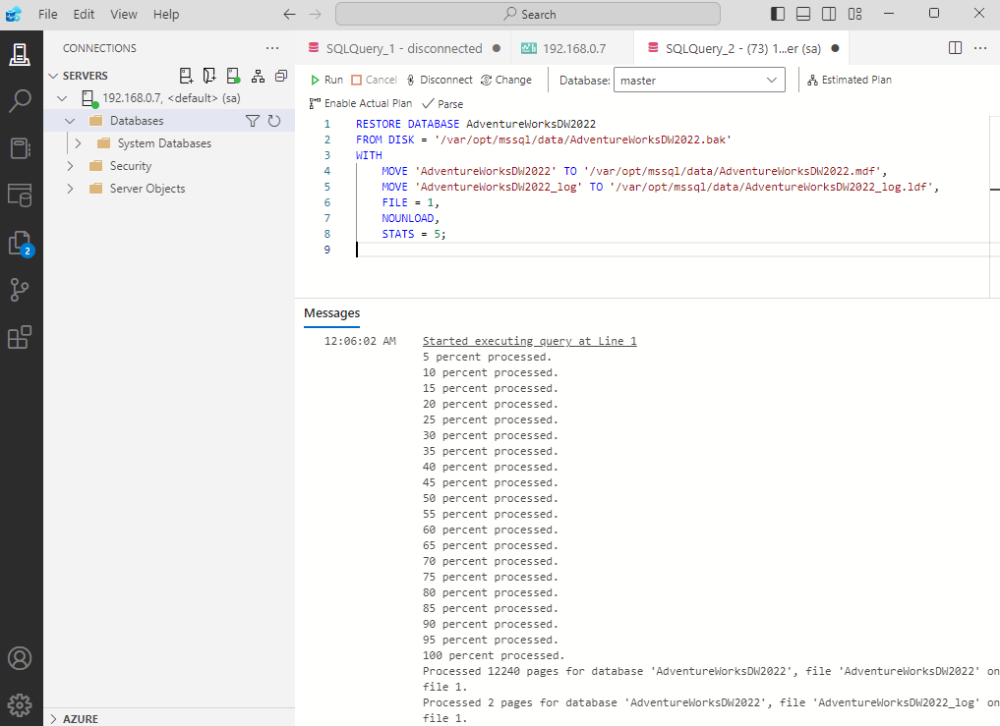 File Edit View Help
Search
CONNECTIONS
SERVERS
192.168.0.7, <default> (sa)
Databases
System Databases
Security
Server Objects
AZURE
2
SQLQuery_1 - disconnected
192.168.0.7
SQLQuery_2 - (73) 1...er (sa)
Run Cancel Disconnect Change Database: master Estimated Plan
Enable Actual Plan Parse
1 RESTORE DATABASE AdventureWorksDW2022
2 FROM DISK = '/var/opt/mssql/data/AdventureWorksDW2022.bak'
3 WITH
4 MOVE 'AdventureWorksDW2022' TO '/var/opt/mssql/data/AdventureWorksDW2022.mdf',
5 MOVE 'AdventureWorksDW2022_log' TO '/var/opt/mssql/data/AdventureWorksDW2022_log.ldf',
6 FILE = 1,
7 NOUNLOAD,
8 STATS = 5;
9
Messages
12:06:02 AM Started executing query at Line 1
5 percent processed.
10 percent processed.
15 percent processed.
20 percent processed.
25 percent processed.
30 percent processed.
35 percent processed.
40 percent processed.
45 percent processed.
50 percent processed.
55 percent processed.
60 percent processed.
65 percent processed.
70 percent processed.
75 percent processed.
80 percent processed.
85 percent processed.
90 percent processed.
95 percent processed.
100 percent processed.
Processed 12240 pages for database 'AdventureWorksDW2022', file 'AdventureWorksDW2022' on
file 1.
Processed 2 pages for database 'AdventureWorksDW2022', file 'AdventureWorksDW2022_log' on
file 1.